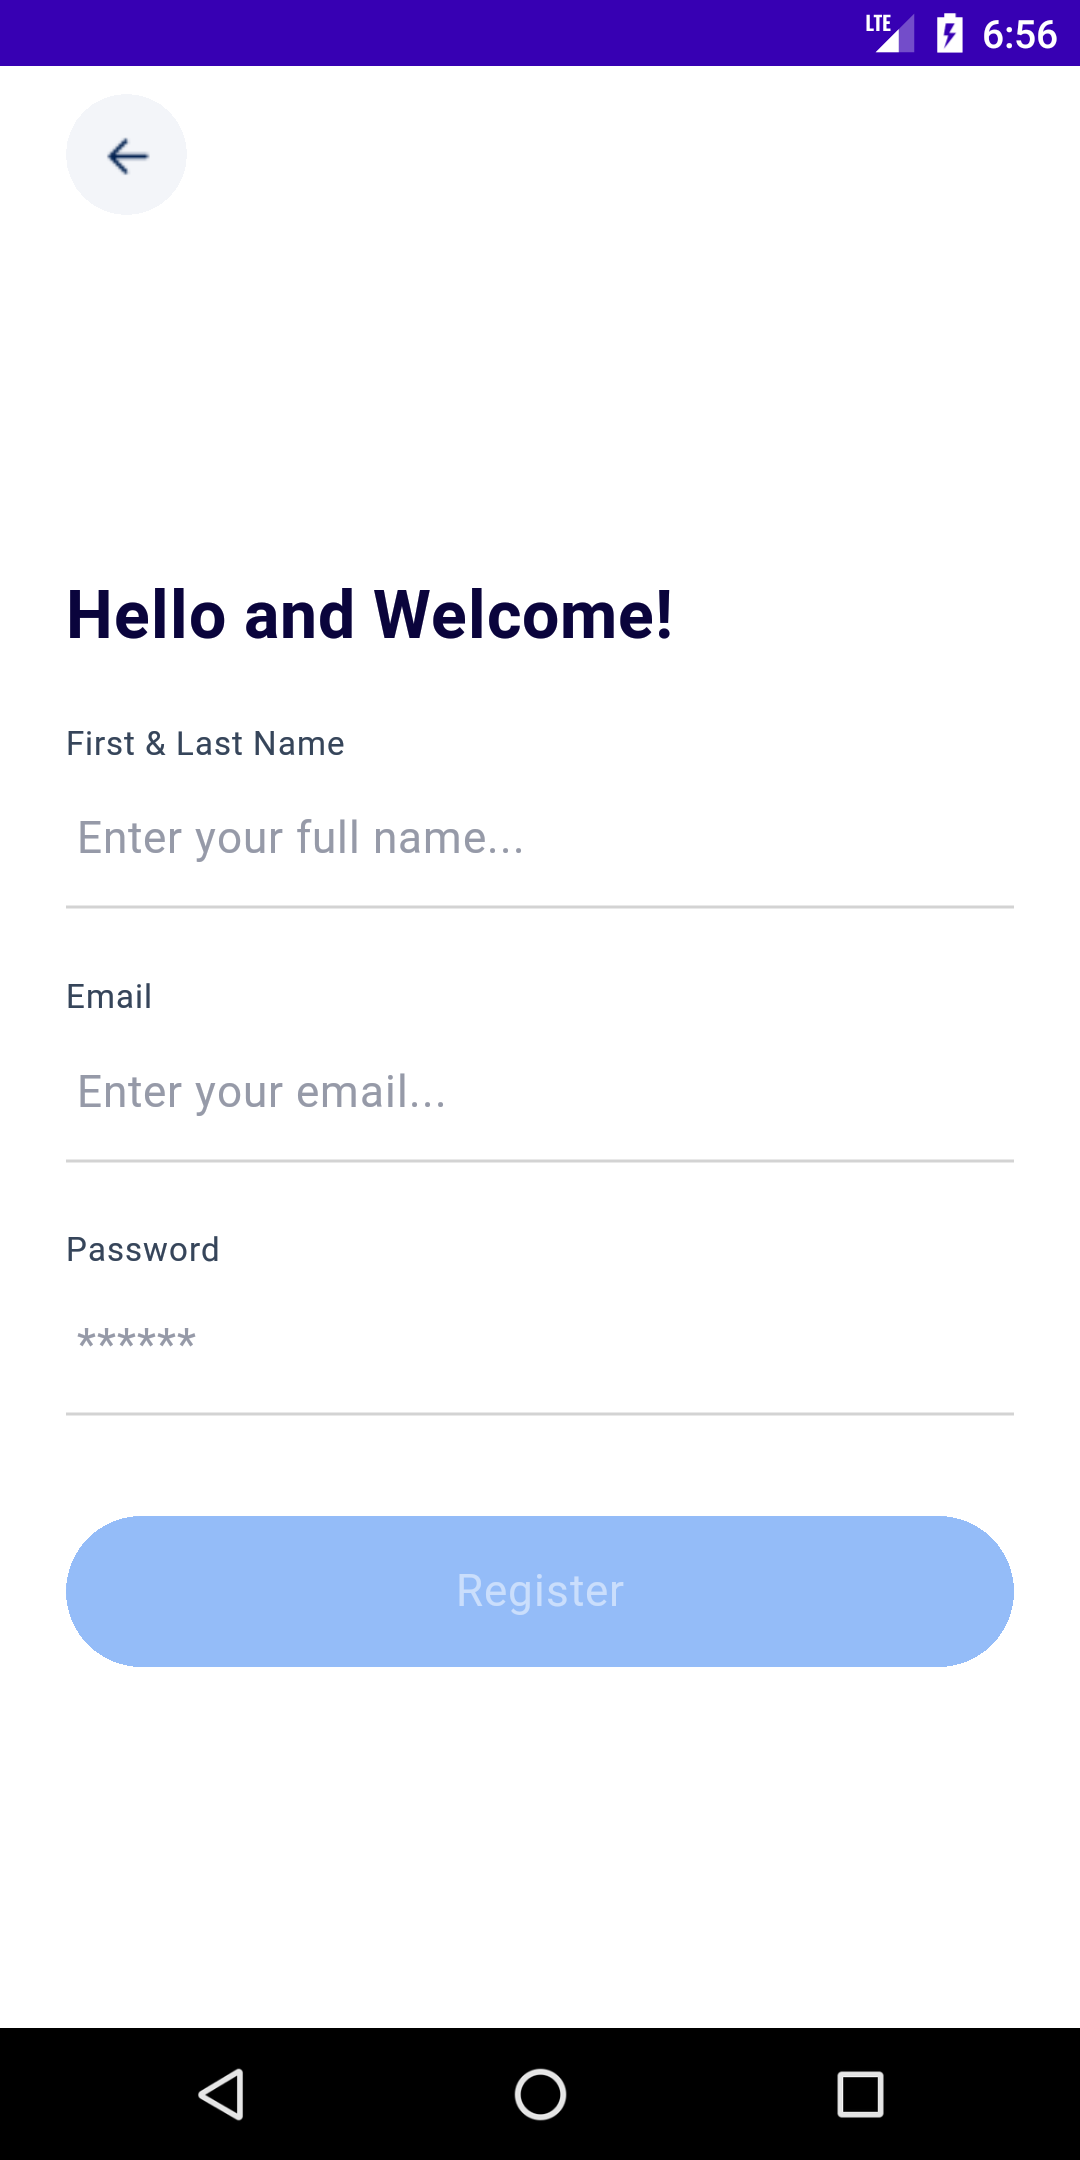 LTE 6:56
Hello and Welcome!
First & Last Name
Enter your full name...
Email
Enter your email...
Password
******
Register